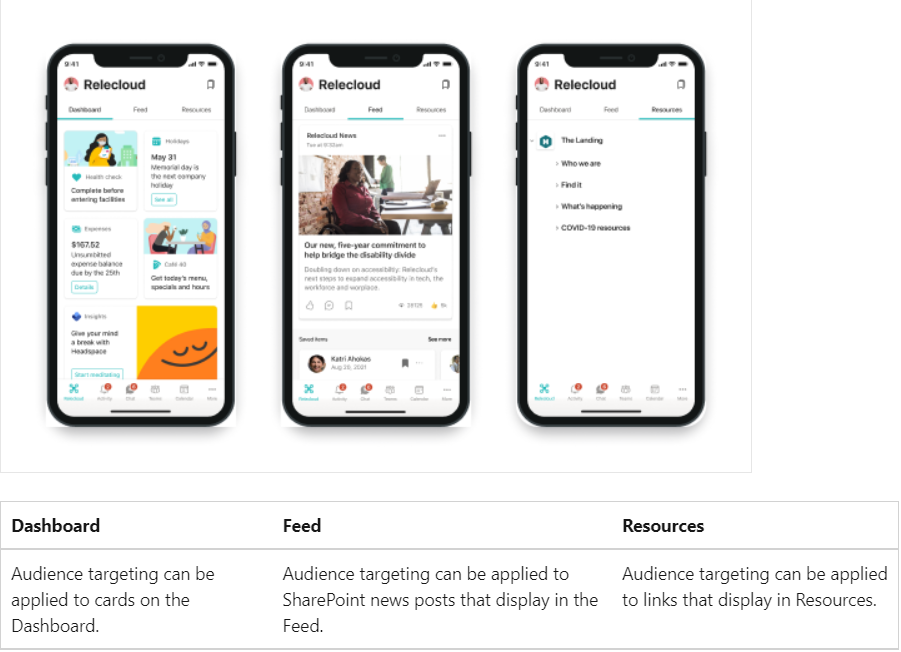 9:41
Relecloud
Dashboard Feed Resources
Health check
Complete before
entering facilities
Holidays
May 31
Memorial day is
the next company
holiday
See all
Expenses
$167.52
Unsubmitted
expense balance
due by the 25th
Details
Café 40
Get today's menu,
specials and hours
Insights
Give your mind
a break with
Headspace
Start meditating
Relecloud Activity Chat Teams Calendar More
9:41
Relecloud
Dashboard Feed Resources
Relecloud News
Tue at 8:30am
Our new, five-year commitment to
help bridge the disability divide
Doubling down on accessibility: Relecloud's
next steps to expand accessibility in tech, the
workforce and worplace.
Saved items See more
Katri Ahokas
Aug 20, 2021
Relecloud Activity Chat Teams Calendar More
9:41
Relecloud
Dashboard Feed Resources
The Landing
Who we are
Find it
What's happening
COVID-19 resources
Relecloud Activity Chat Teams Calendar More
Dashboard Feed Resources
Audience targeting can be
applied to cards on the
Dashboard.
Audience targeting can be applied to
SharePoint news posts that display in the
Feed.
Audience targeting can be applied
to links that display in Resources.